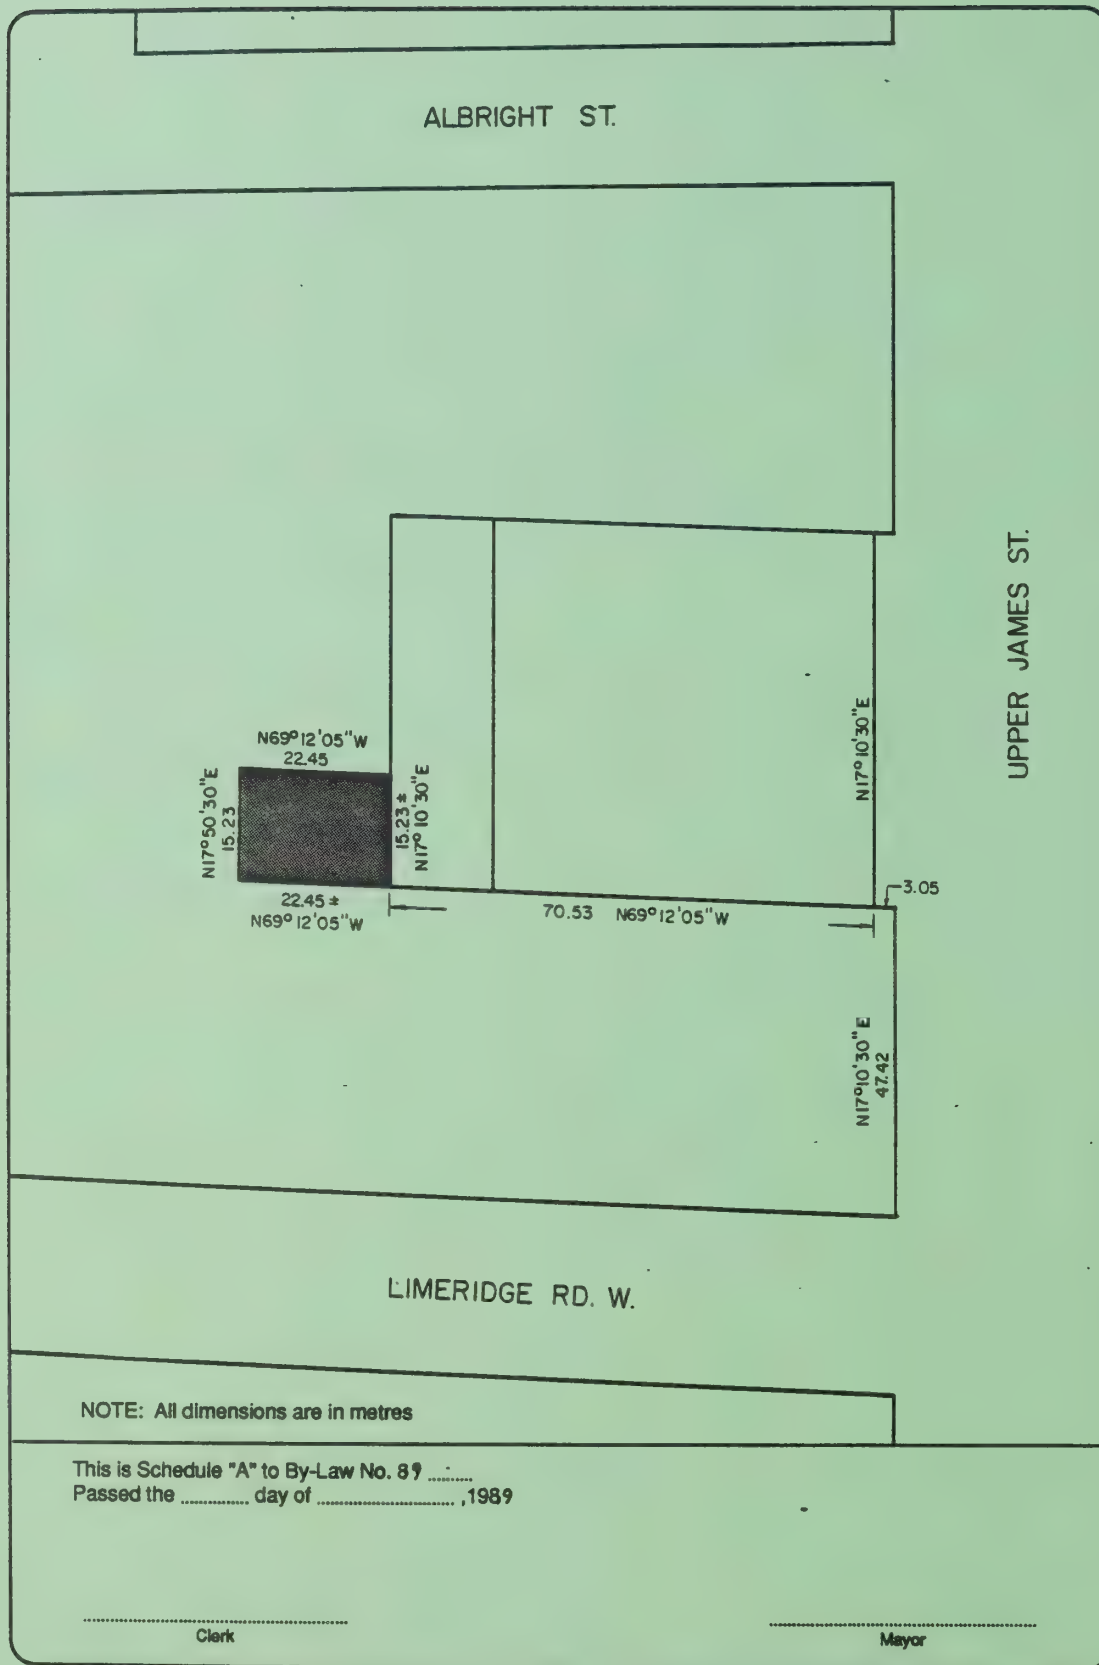 ALBRIGHT ST.
UPPER JAMES ST.
N69°12'05"W
22.45
N17°50'30"E
15.23
15.23 ±
N17°10'30"E
N17°10'30"E
22.45 ±
N69°12'05"W
70.53 N69°12'05"W
3.05
N17°10'30"E
47.42
LIMERIDGE RD. W.
NOTE: All dimensions are in metres
This is Schedule "A" to By-Law No. 89 ..........
Passed the .............. day of ............................ ,1989
Clerk
Mayor